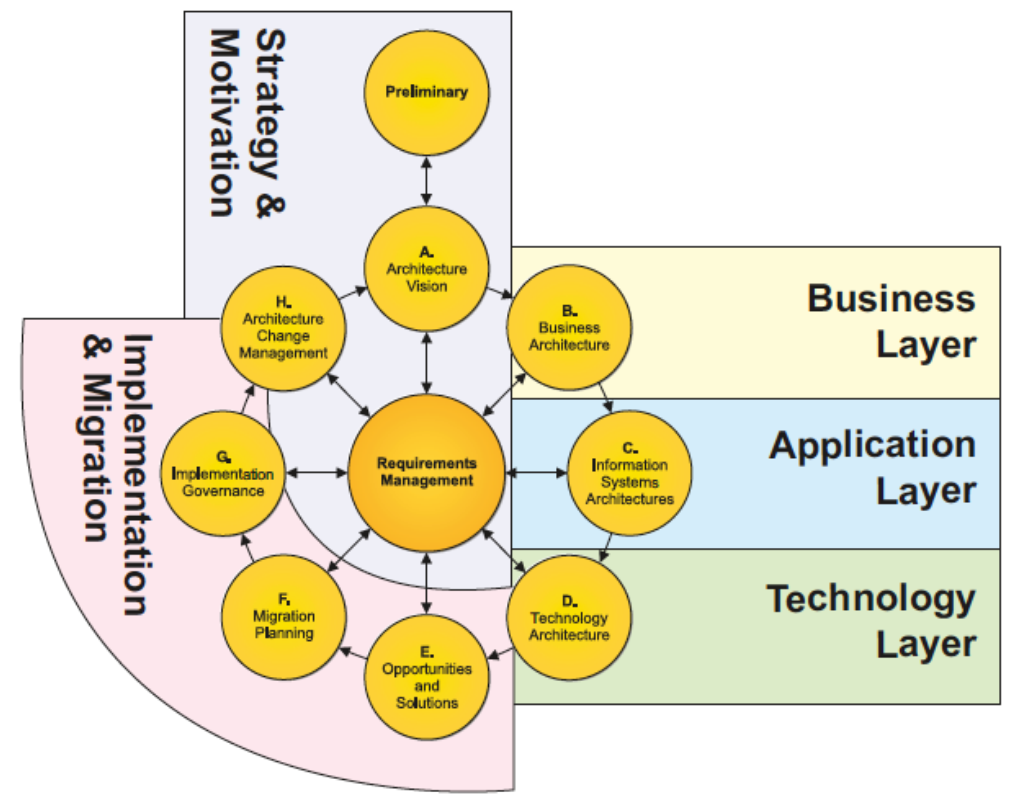 Strategy &
Motivation
Preliminary
A.
Architecture
Vision
H.
Architecture
Change
Management
B.
Business
Architecture
Business
Layer
Implementation
& Migration
G.
Implementation
Governance
Requirements
Management
C.
Information
Systems
Architectures
Application
Layer
F.
Migration
Planning
E.
Opportunities
and
Solutions
D.
Technology
Architecture
Technology
Layer